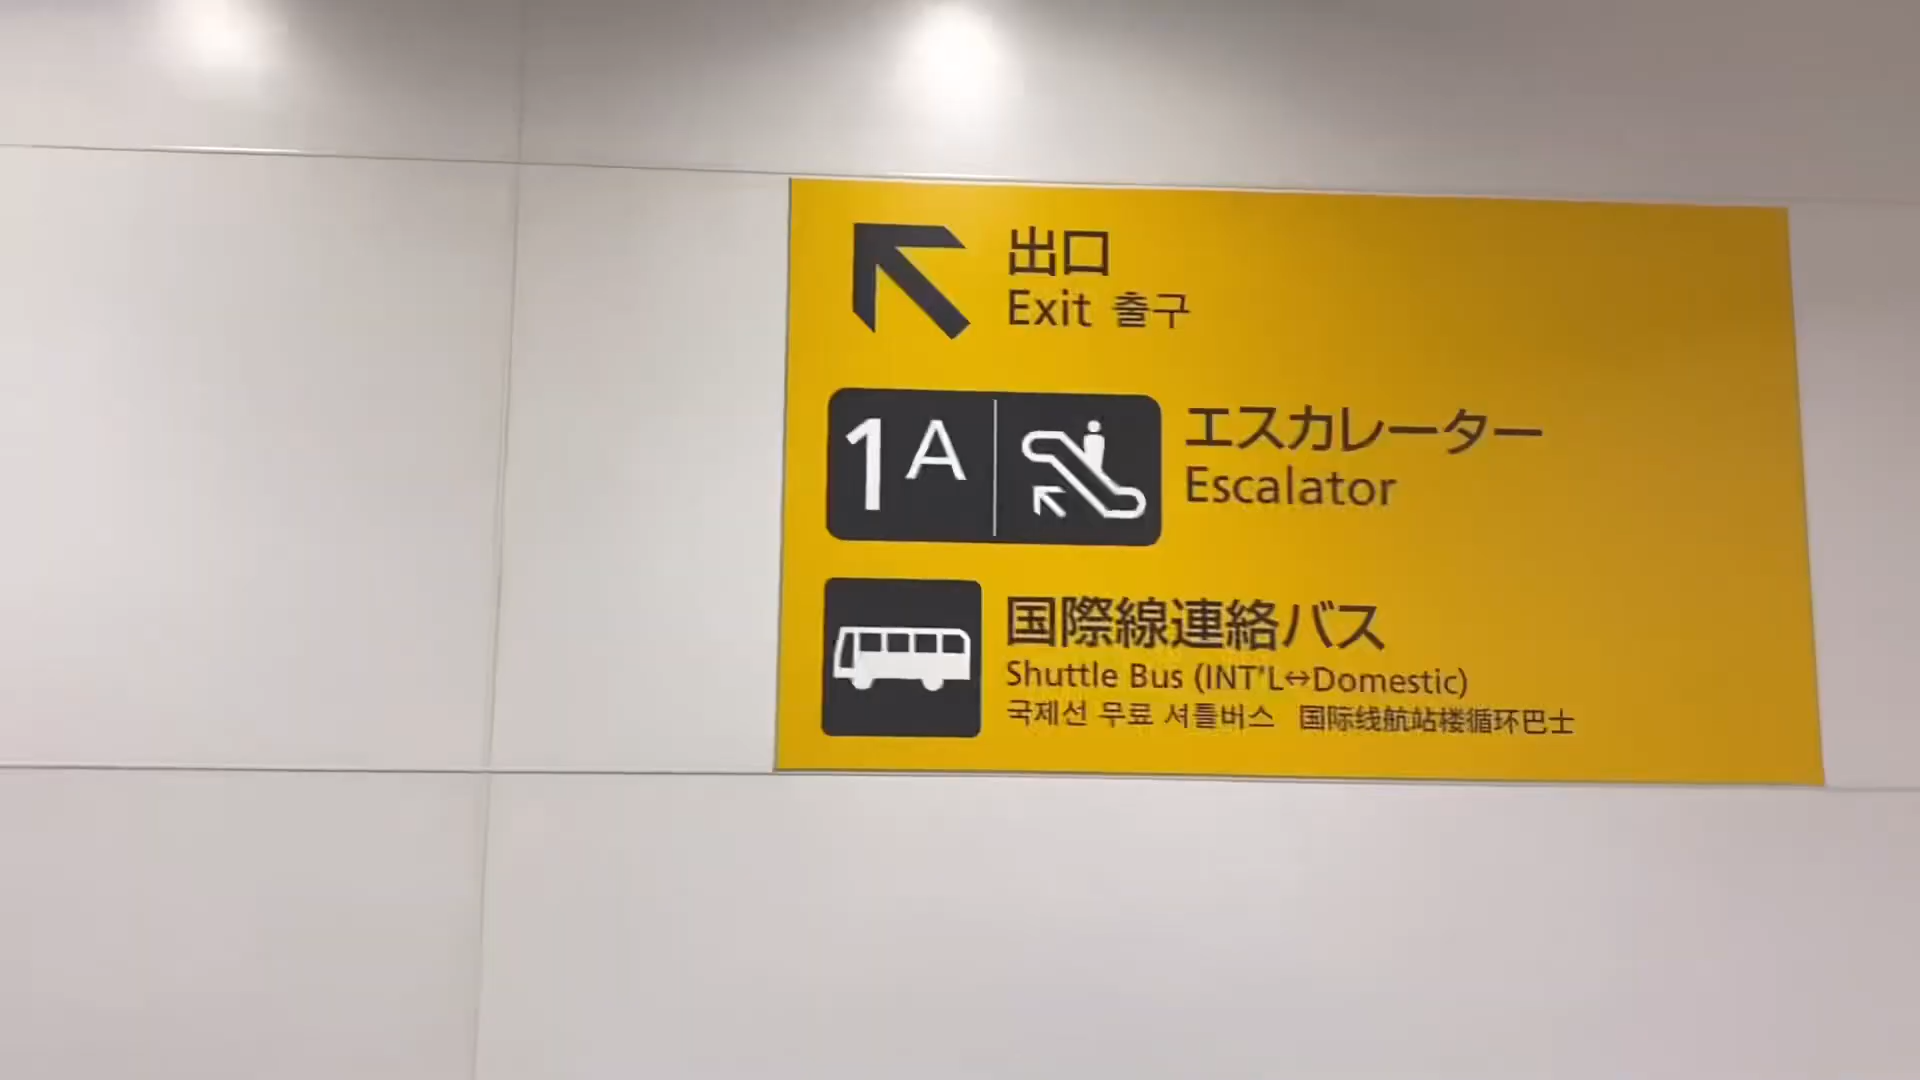 出口
Exit 출구
1A
エスカレーター
Escalator
国際線連絡バス
Shuttle Bus (INT'L↔Domestic)
국제선 무료 셔틀버스 国际线航站楼循环巴士